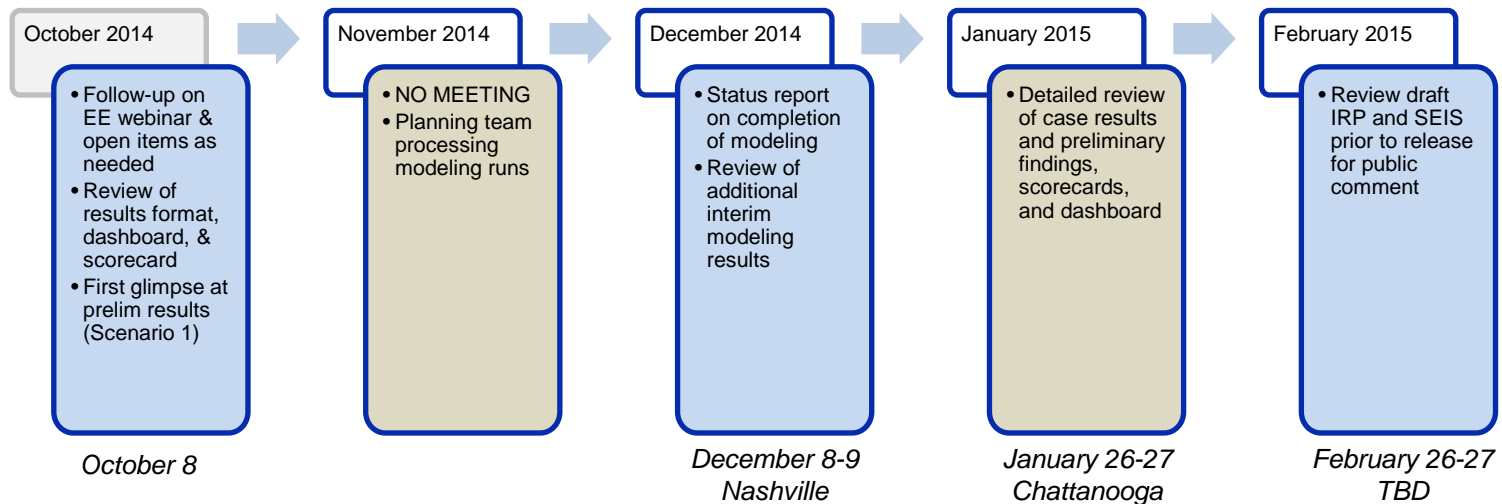 October 2014
• Follow-up on
EE webinar &
open items as
needed
• Review of
results format,
dashboard, &
scorecard
• First glimpse at
prelim results
(Scenario 1)
October 8
November 2014
• NO MEETING
• Planning team
processing
modeling runs
December 2014
• Status report
on completion
of modeling
• Review of
additional
interim
modeling
results
December 8-9
Nashville
January 2015
• Detailed review
of case results
and preliminary
findings,
scorecards,
and dashboard
January 26-27
Chattanooga
February 2015
• Review draft
IRP and SEIS
prior to release
for public
comment
February 26-27
TBD